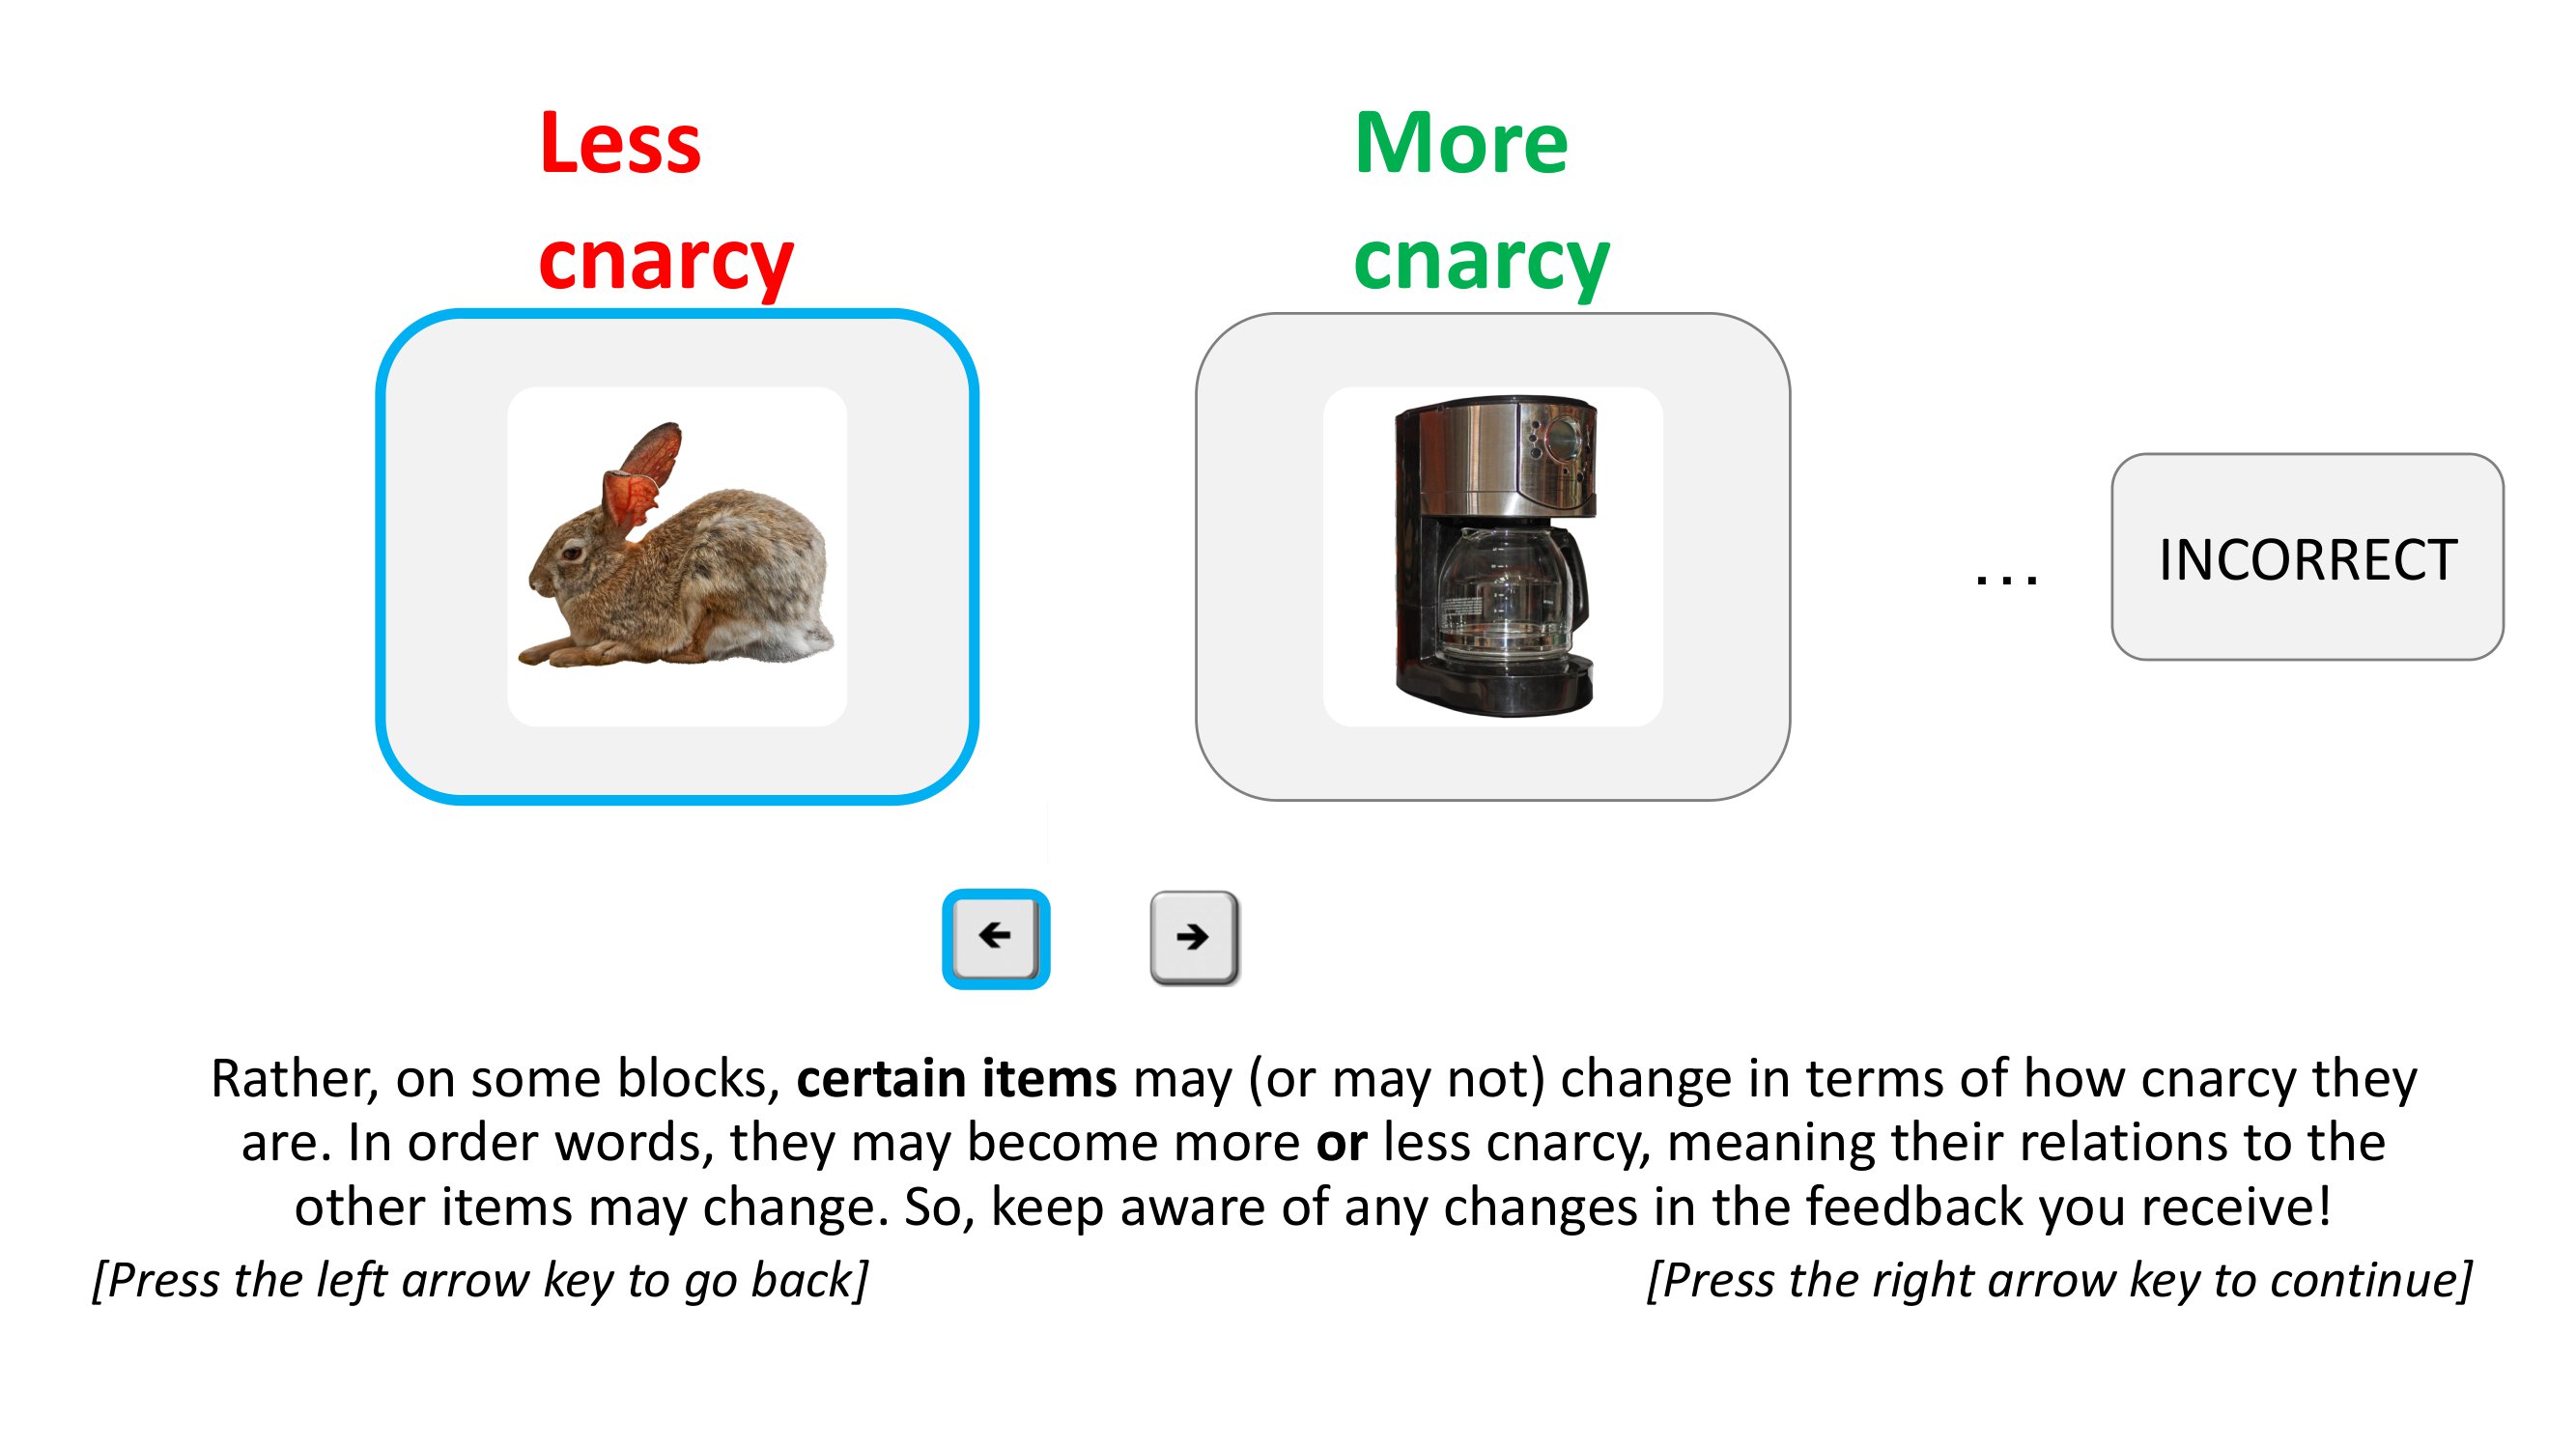 Less
cnarcy
More
cnarcy
... INCORRECT
Rather, on some blocks, certain items may (or may not) change in terms of how cnarcy they
are. In order words, they may become more or less cnarcy, meaning their relations to the
other items may change. So, keep aware of any changes in the feedback you receive!
[Press the left arrow key to go back]
[Press the right arrow key to continue]